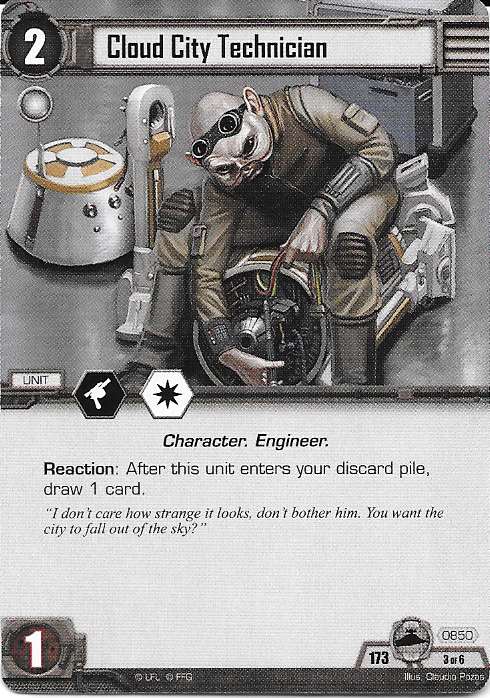 2
Cloud City Technician
UNIT
Character. Engineer.
Reaction: After this unit enters your discard pile,
draw 1 card.
"I don't care how strange it looks, don't bother him. You want the
city to fall out of the sky?"
1
173
0850
3 OF 6
© LFL © FFG
Illus. Claudio Pozas